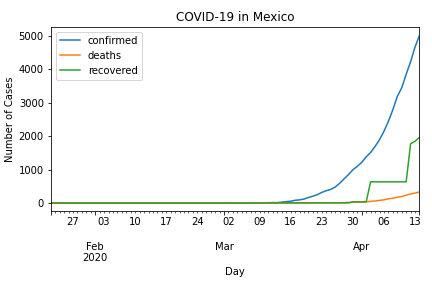 COVID-19 in Mexico
confirmed
deaths
recovered
Number of Cases
5000
4000
3000
2000
1000
0
27 03 10 17 24 02 09 16 23 30 06 13
Feb Mar Apr
2020
Day